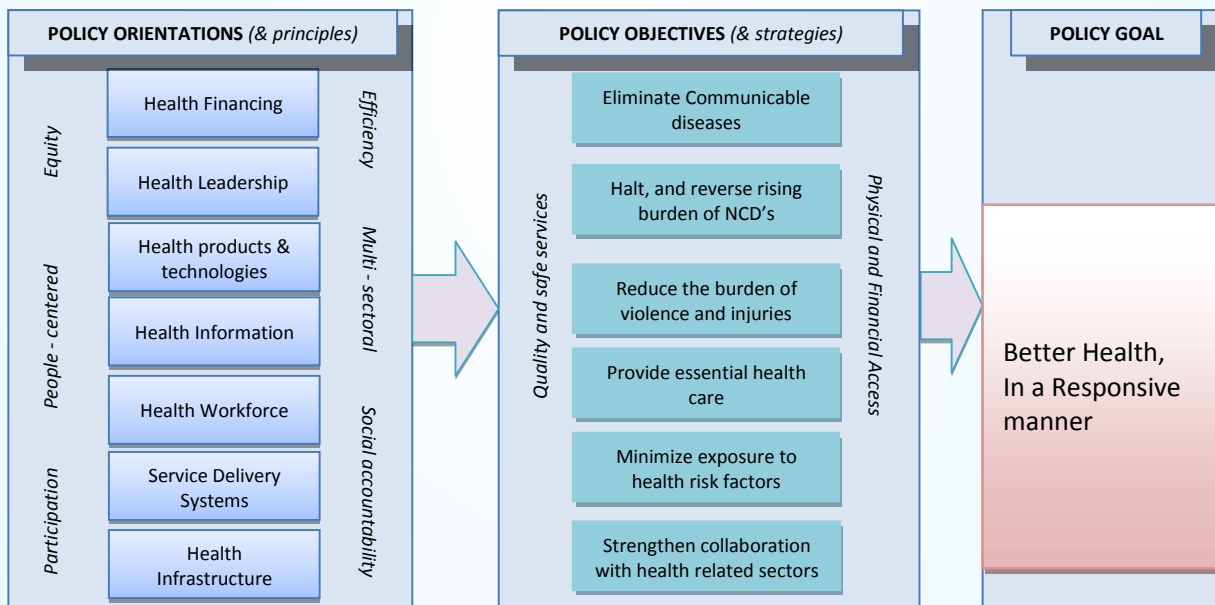 POLICY ORIENTATIONS (& principles)
Equity
People - centered
Participation
Health Financing
Health Leadership
Health products &
technologies
Health Information
Health Workforce
Service Delivery
Systems
Health
Infrastructure
Efficiency
Multi - sectoral
Social accountability
POLICY OBJECTIVES (& strategies)
Quality and safe services
Eliminate Communicable
diseases
Halt, and reverse rising
burden of NCD’s
Reduce the burden of
violence and injuries
Provide essential health
care
Minimize exposure to
health risk factors
Strengthen collaboration
with health related sectors
Physical and Financial Access
POLICY GOAL
Better Health,
In a Responsive
manner